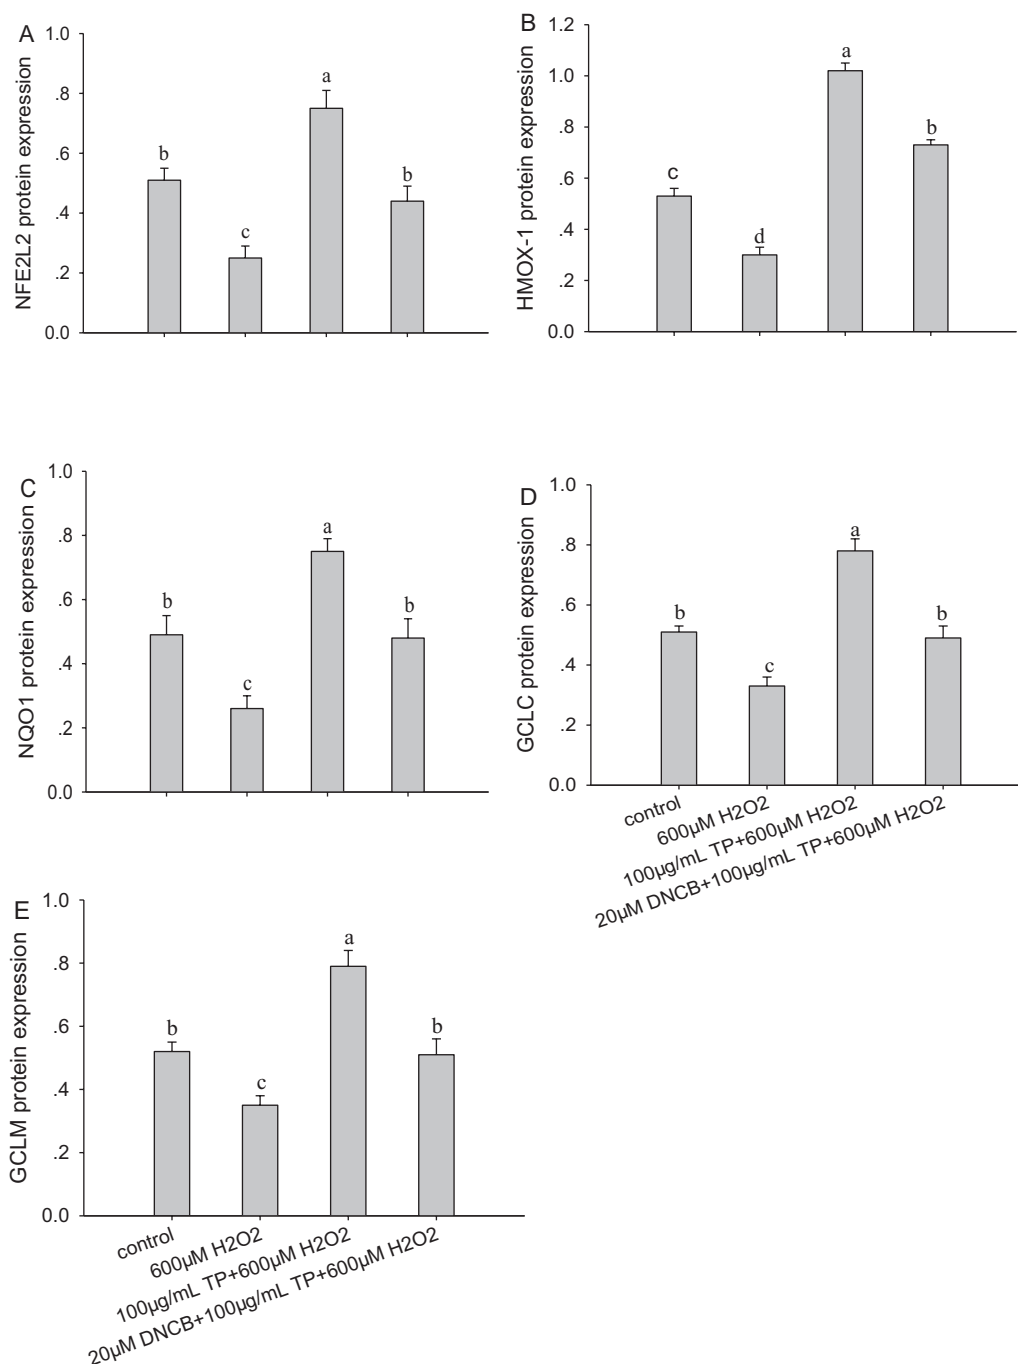 A
NFE2L2 protein expression
1.0
.8
.6
.4
.2
0.0
b
c
a
b
B
HMOX-1 protein expression
1.2
1.0
.8
.6
.4
.2
0.0
c
d
a
b
C
NQO1 protein expression
1.0
.8
.6
.4
.2
0.0
b
c
a
b
D
GCLC protein expression
1.0
.8
.6
.4
.2
0.0
b
c
a
b
control
600µM H2O2
100µg/mL TP+600µM H2O2
20µM DNCB+100µg/mL TP+600µM H2O2
E
GCLM protein expression
1.0
.8
.6
.4
.2
0.0
b
c
a
b
control
600µM H2O2
100µg/mL TP+600µM H2O2
20µM DNCB+100µg/mL TP+600µM H2O2